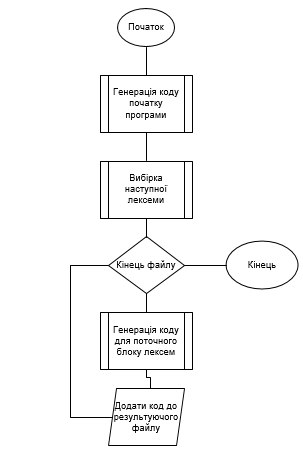 Початок
Генерація коду
початку
програми
Вибірка
наступної
лексеми
Кінець файлу
Кінець
Генерація коду
для поточного
блоку лексем
Додати код до
результуючого
файлу